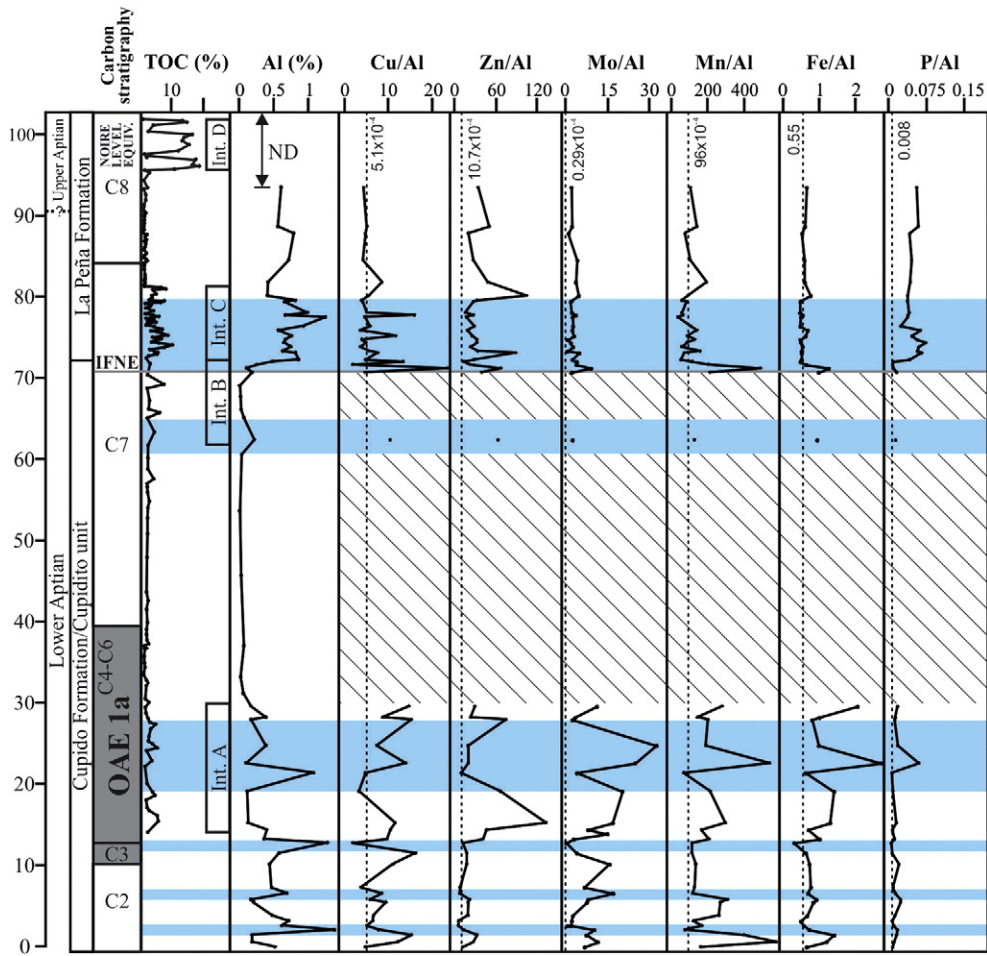 Carbon
stratigraphy
TOC (%) Al (%) Cu/Al Zn/Al Mo/Al Mn/Al Fe/Al P/Al
10 0 0.5 1 0 10 20 0 60 120 0 15 30 0 200 400 0 1 2 0 0.075 0.15
100
90
80
70
60
50
40
30
20
10
0
-?- Upper Aptian
Lower Aptian
La Peña Formation
Cupido Formation/Cupidito unit
NOIRE
LEVEL
EQUIV.
C8
IFNE
C7
C4-C6
OAE 1a
C3
C2
Int. D
Int. C
Int. B
Int. A
ND
5.1x10⁻⁴
10.7x10⁻⁴
0.29x10⁻⁴
96x10⁻⁴
0.55
0.008